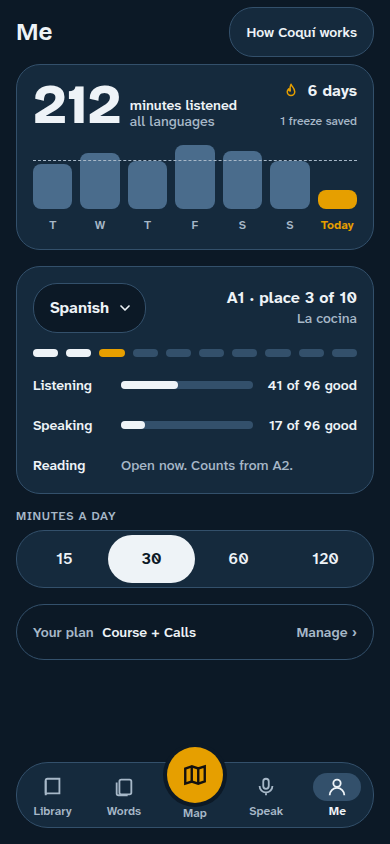 Me
How Coquí works
212 minutes listened
all languages
6 days
1 freeze saved
T W T F S S Today
Spanish
A1 · place 3 of 10
La cocina
Listening 41 of 96 good
Speaking 17 of 96 good
Reading Open now. Counts from A2.
MINUTES A DAY
15 30 60 120
Your plan Course + Calls Manage ›
Library Words Map Speak Me